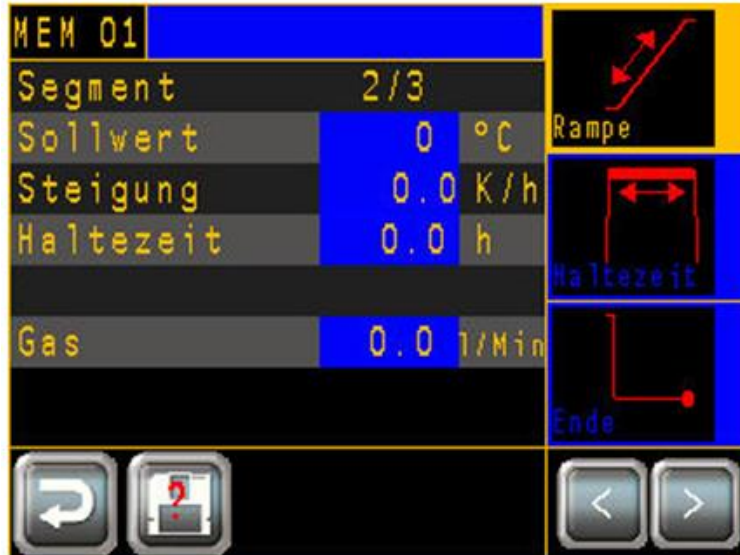 MEM 01
Segment 2/3
Sollwert 0 °C
Steigung 0.0 K/h
Haltezeit 0.0 h
Gas 0.0 l/Min
Rampe
Haltezeit
Ende
?
< >